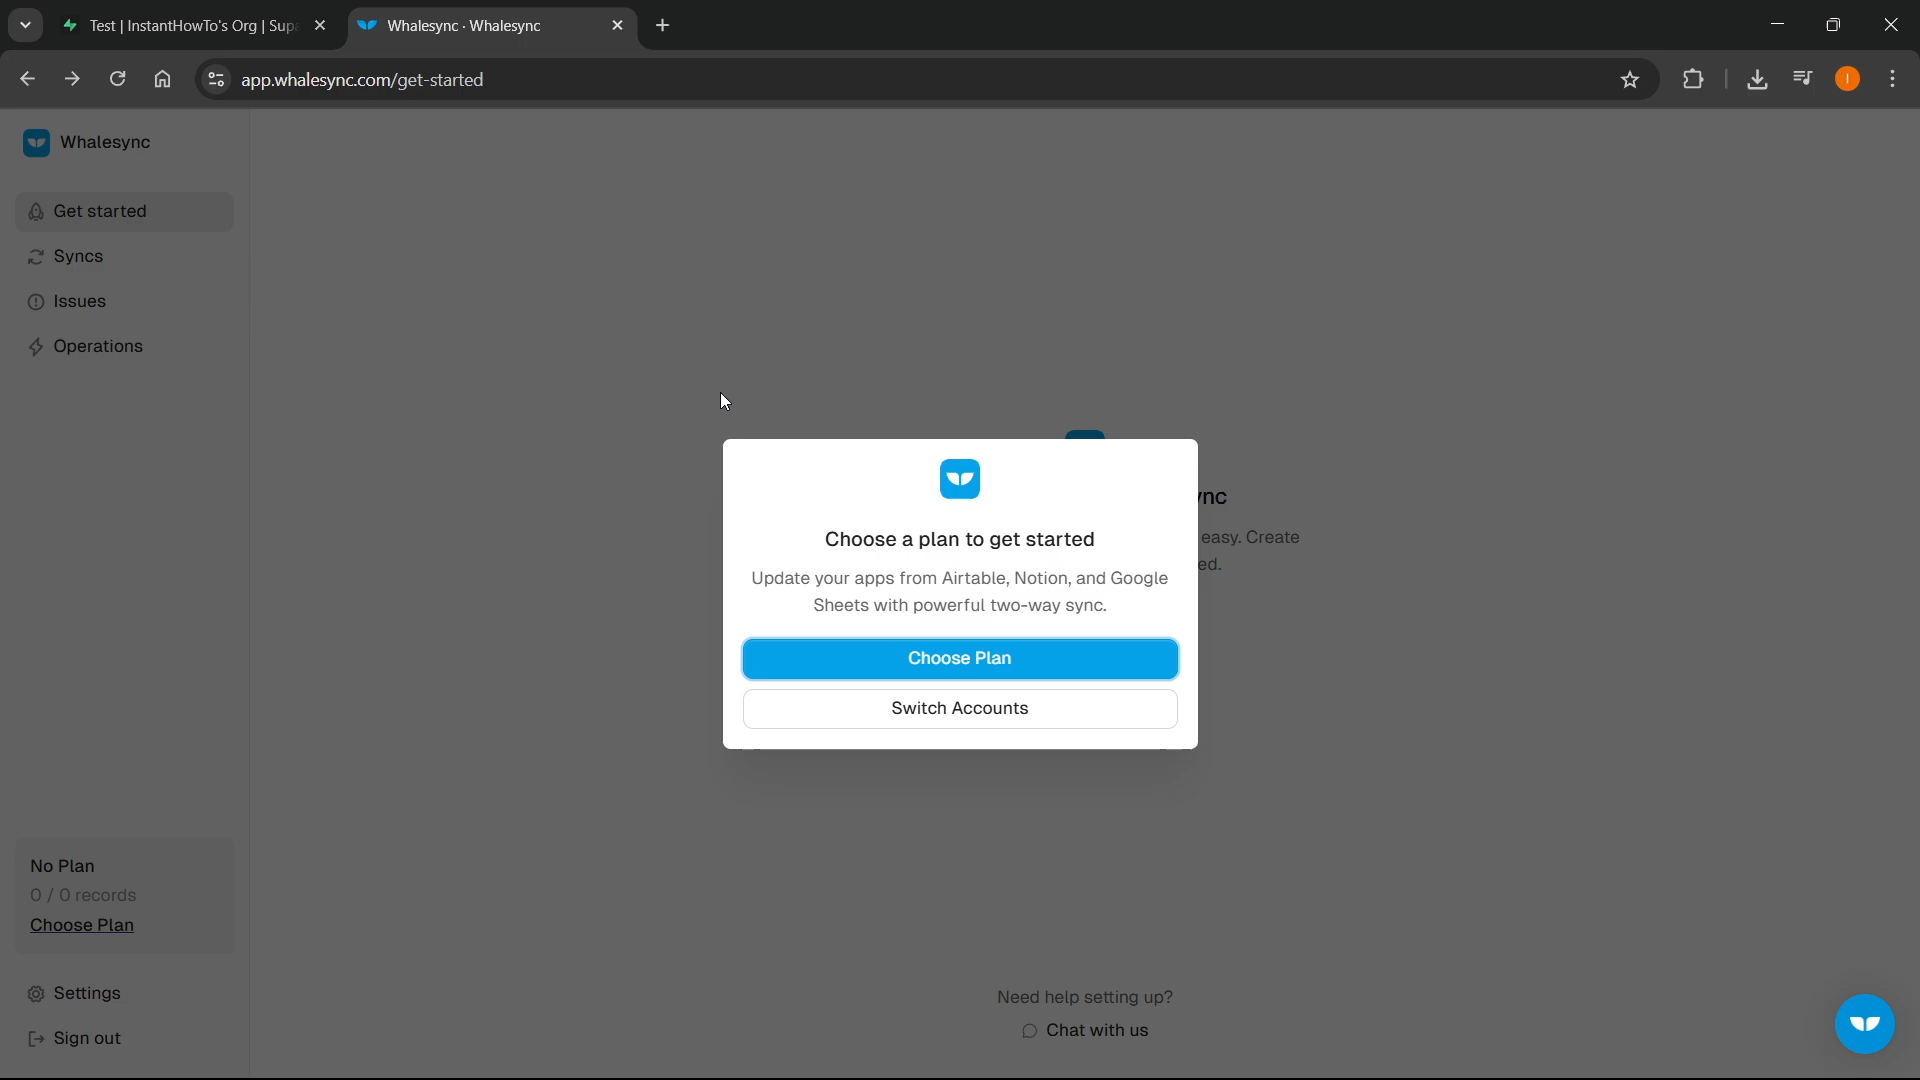 Test | InstantHowTo's Org | Supa
Whalesync · Whalesync
app.whalesync.com/get-started
I
Whalesync
Get started
Syncs
Issues
Operations
ync
easy. Create
ed.
Choose a plan to get started
Update your apps from Airtable, Notion, and Google
Sheets with powerful two-way sync.
Choose Plan
Switch Accounts
No Plan
0 / 0 records
Choose Plan
Settings
Sign out
Need help setting up?
Chat with us